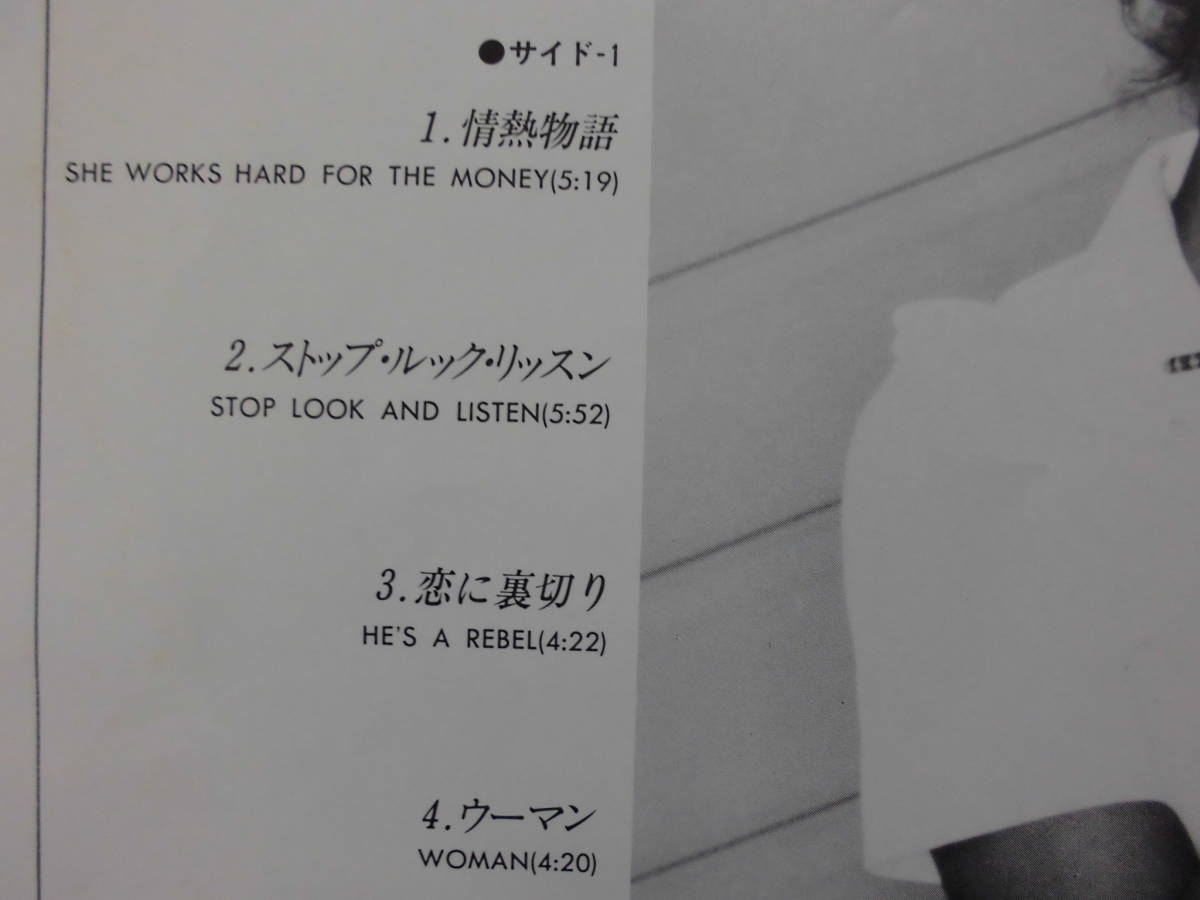 ●サイド-1
1.情熱物語
SHE WORKS HARD FOR THE MONEY(5:19)
2.ストップ・ルック・リッスン
STOP LOOK AND LISTEN(5:52)
3.恋に裏切り
HE'S A REBEL(4:22)
4.ウーマン
WOMAN(4:20)